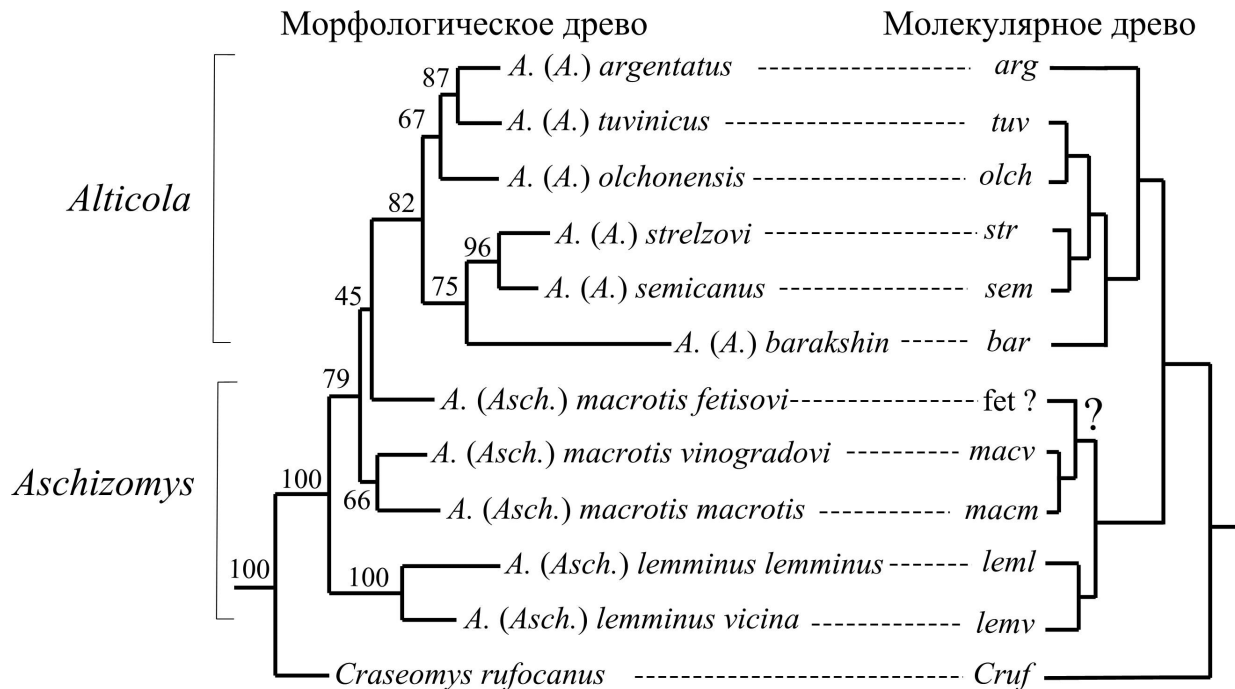 Морфологическое древо Молекулярное древо
87 A. (A.) argentatus arg
67 A. (A.) tuvinicus tuv
A. (A.) olchonensis olch
Alticola
82
96 A. (A.) strelzovi str
75 A. (A.) semicanus sem
45
A. (A.) barakshin bar
79
A. (Asch.) macrotis fetisovi fet ? ?
A. (Asch.) macrotis vinogradovi macv
Aschizomys
100 66 A. (Asch.) macrotis macrotis macm
A. (Asch.) lemminus lemminus leml
100 100
A. (Asch.) lemminus vicina lemv
Craseomys rufocanus Cruf